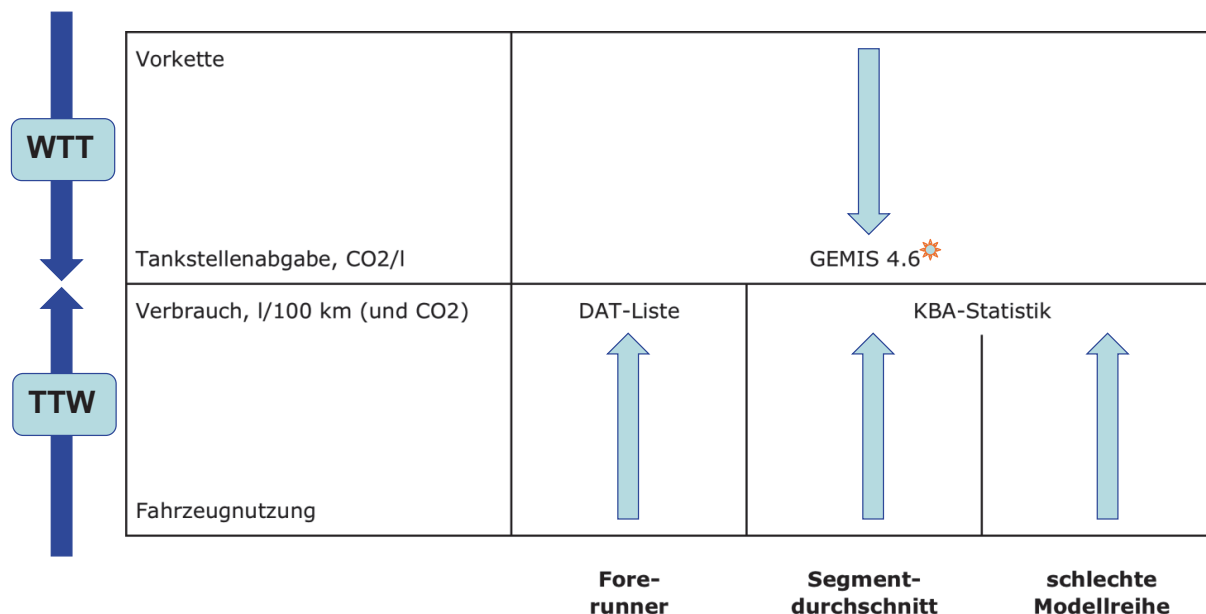 WTT
Vorkette
Tankstellenabgabe, CO2/l
GEMIS 4.6
TTW
Verbrauch, l/100 km (und CO2)
DAT-Liste
KBA-Statistik
Fahrzeugnutzung
Fore-
runner
Segment-
durchschnitt
schlechte
Modellreihe